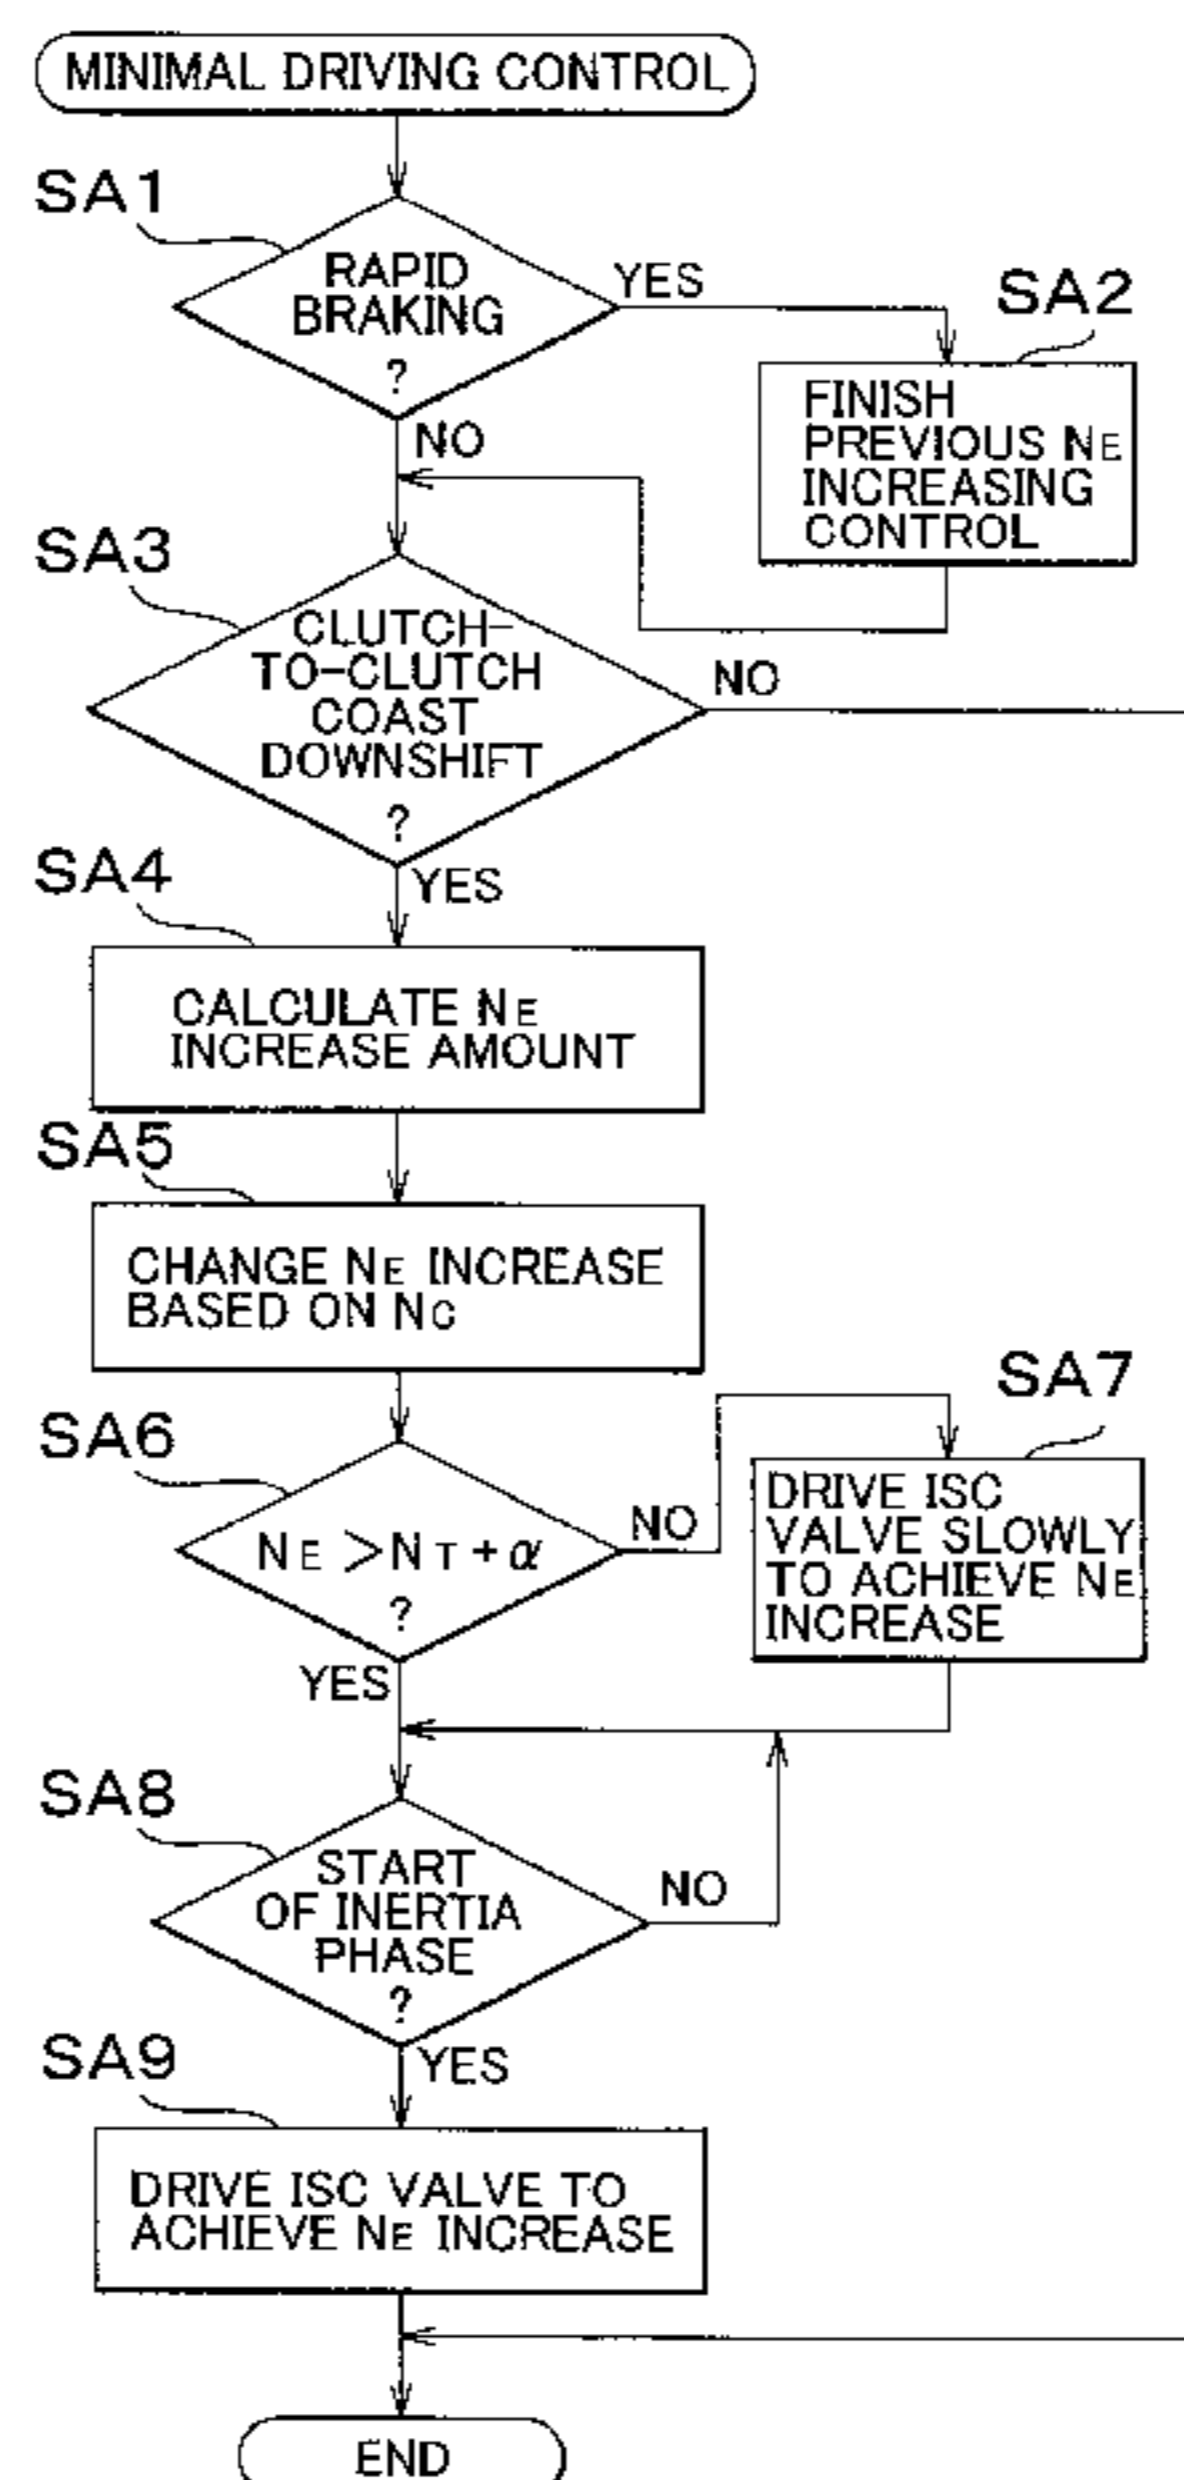 MINIMAL DRIVING CONTROL
SA1
RAPID
BRAKING
?
YES
SA2
FINISH
PREVIOUS NE
INCREASING
CONTROL
NO
SA3
CLUTCH-
TO-CLUTCH
COAST
DOWNSHIFT
?
NO
YES
SA4
CALCULATE NE
INCREASE AMOUNT
SA5
CHANGE NE INCREASE
BASED ON NC
SA6
NE > NT + α
?
NO
SA7
DRIVE ISC
VALVE SLOWLY
TO ACHIEVE NE
INCREASE
YES
SA8
START
OF INERTIA
PHASE
?
NO
YES
SA9
DRIVE ISC VALVE TO
ACHIEVE NE INCREASE
END